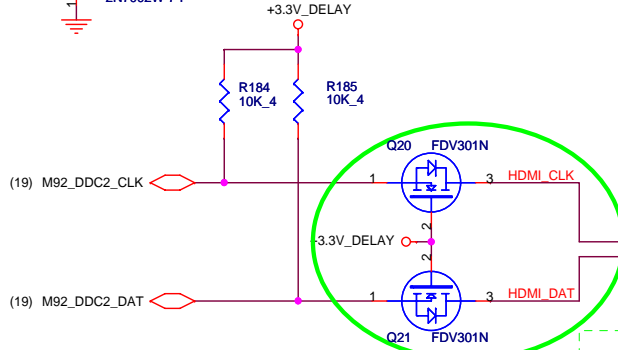 +3.3V_DELAY
R184
10K_4
R185
10K_4
Q20 FDV301N
(19) M92_DDC2_CLK
1
3
HDMI_CLK
2
3.3V_DELAY
2
(19) M92_DDC2_DAT
1
3
HDMI_DAT
Q21 FDV301N